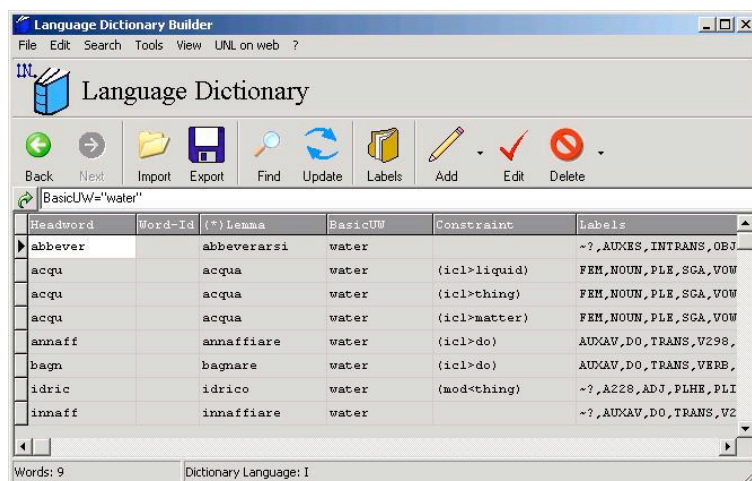 Language Dictionary Builder
File Edit Search Tools View UNL on web ?
IN.
Language Dictionary
Back Next Import Export Find Update Labels Add Edit Delete
BasicUW="water"
Headword Word-Id (*)Lemma BasicUW Constraint Labels
abbever abbeverarsi water ~?,AUXES,INTRANS,OBJ
acqu acqua water (icl>liquid) FEM,NOUN,PLE,SGA,VOW
acqu acqua water (icl>thing) FEM,NOUN,PLE,SGA,VOW
acqu acqua water (icl>matter) FEM,NOUN,PLE,SGA,VOW
annaff annaffiare water (icl>do) AUXAV,DO,TRANS,V298,
bagn bagnare water (icl>do) AUXAV,DO,TRANS,VERB,
idric idrico water (mod<thing) ~?,A228,ADJ,PLHE,PLI
innaff innaffiare water ~?,AUXAV,DO,TRANS,V2
Words: 9 Dictionary Language: I